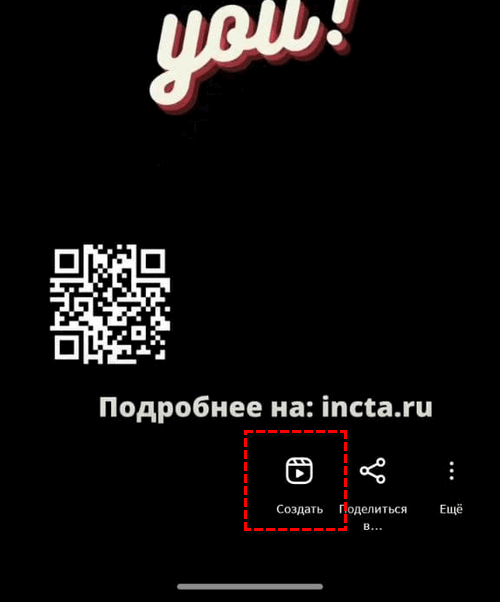 you!
Подробнее на: incta.ru
Создать
Поделиться
в...
Ещё